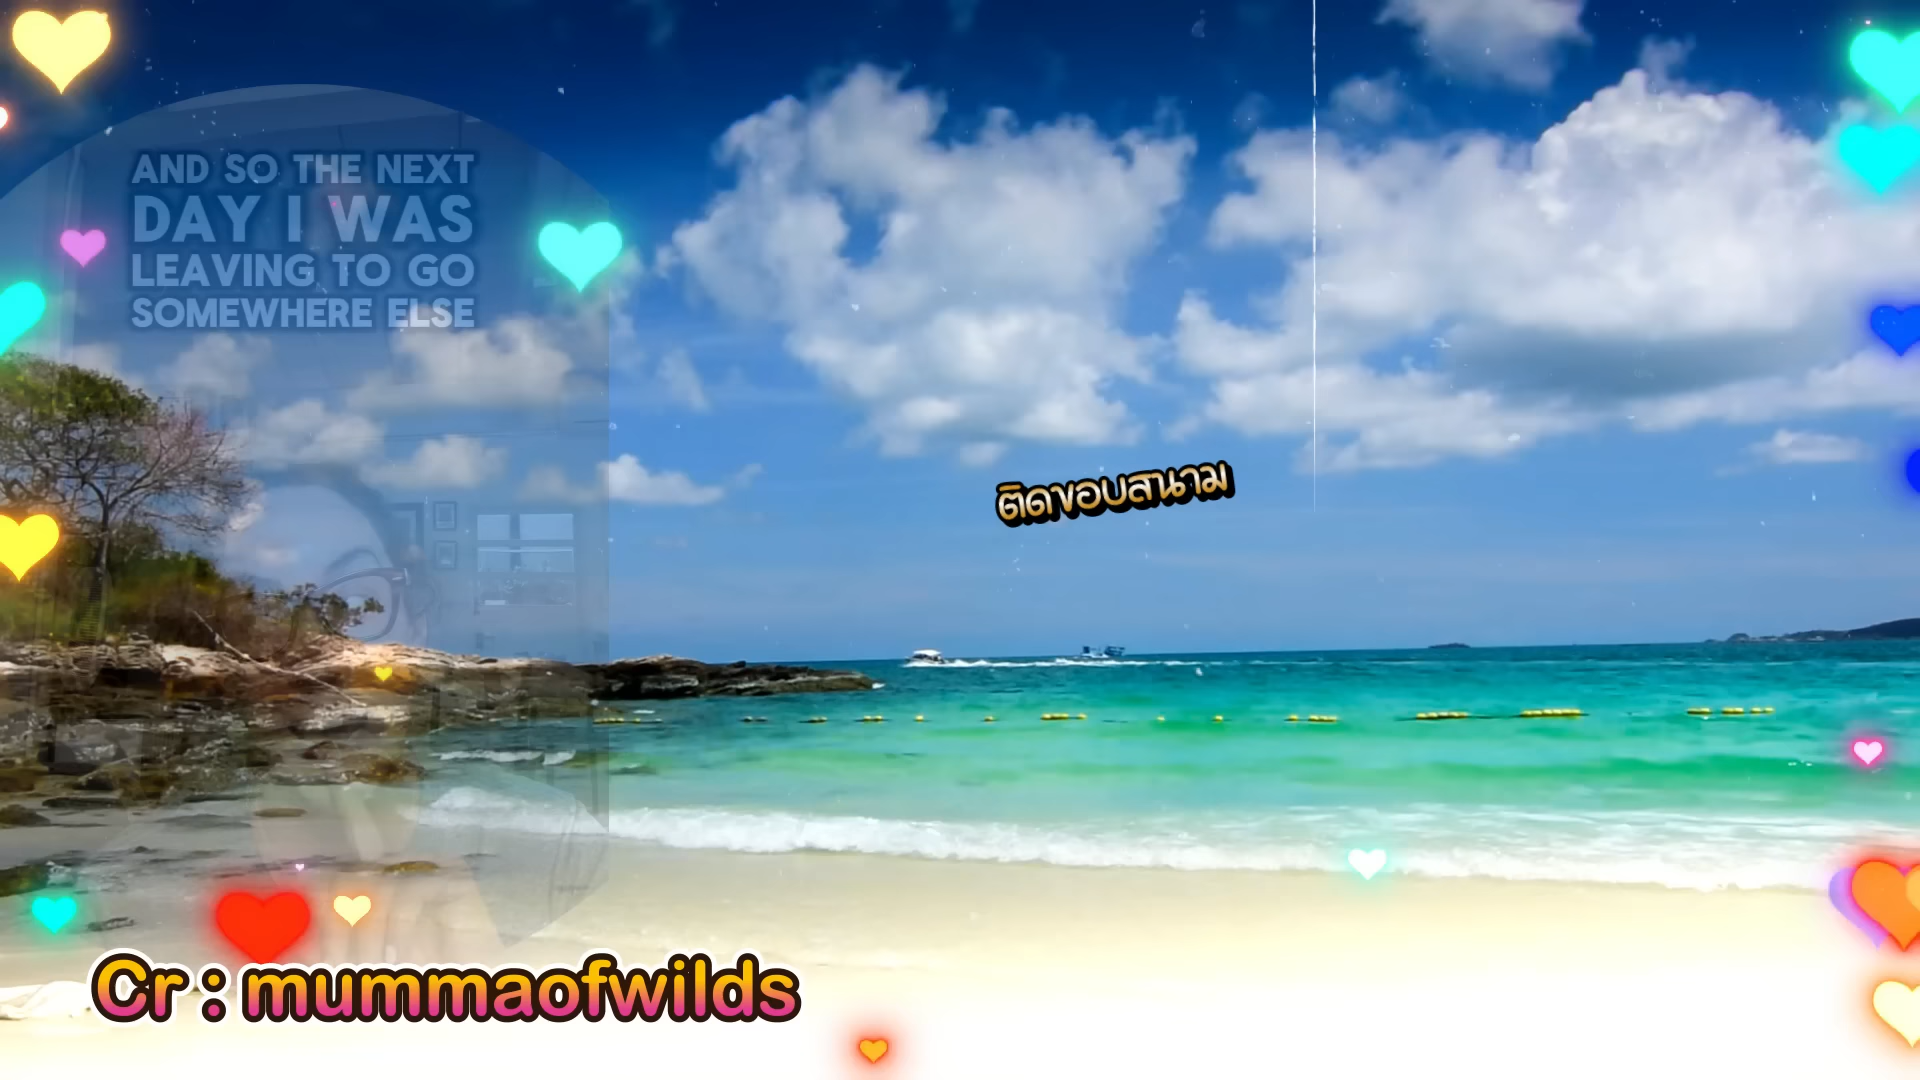 AND SO THE NEXT
DAY I WAS
LEAVING TO GO
SOMEWHERE ELSE
ติดขอบสนาม
Cr : mummaofwilds